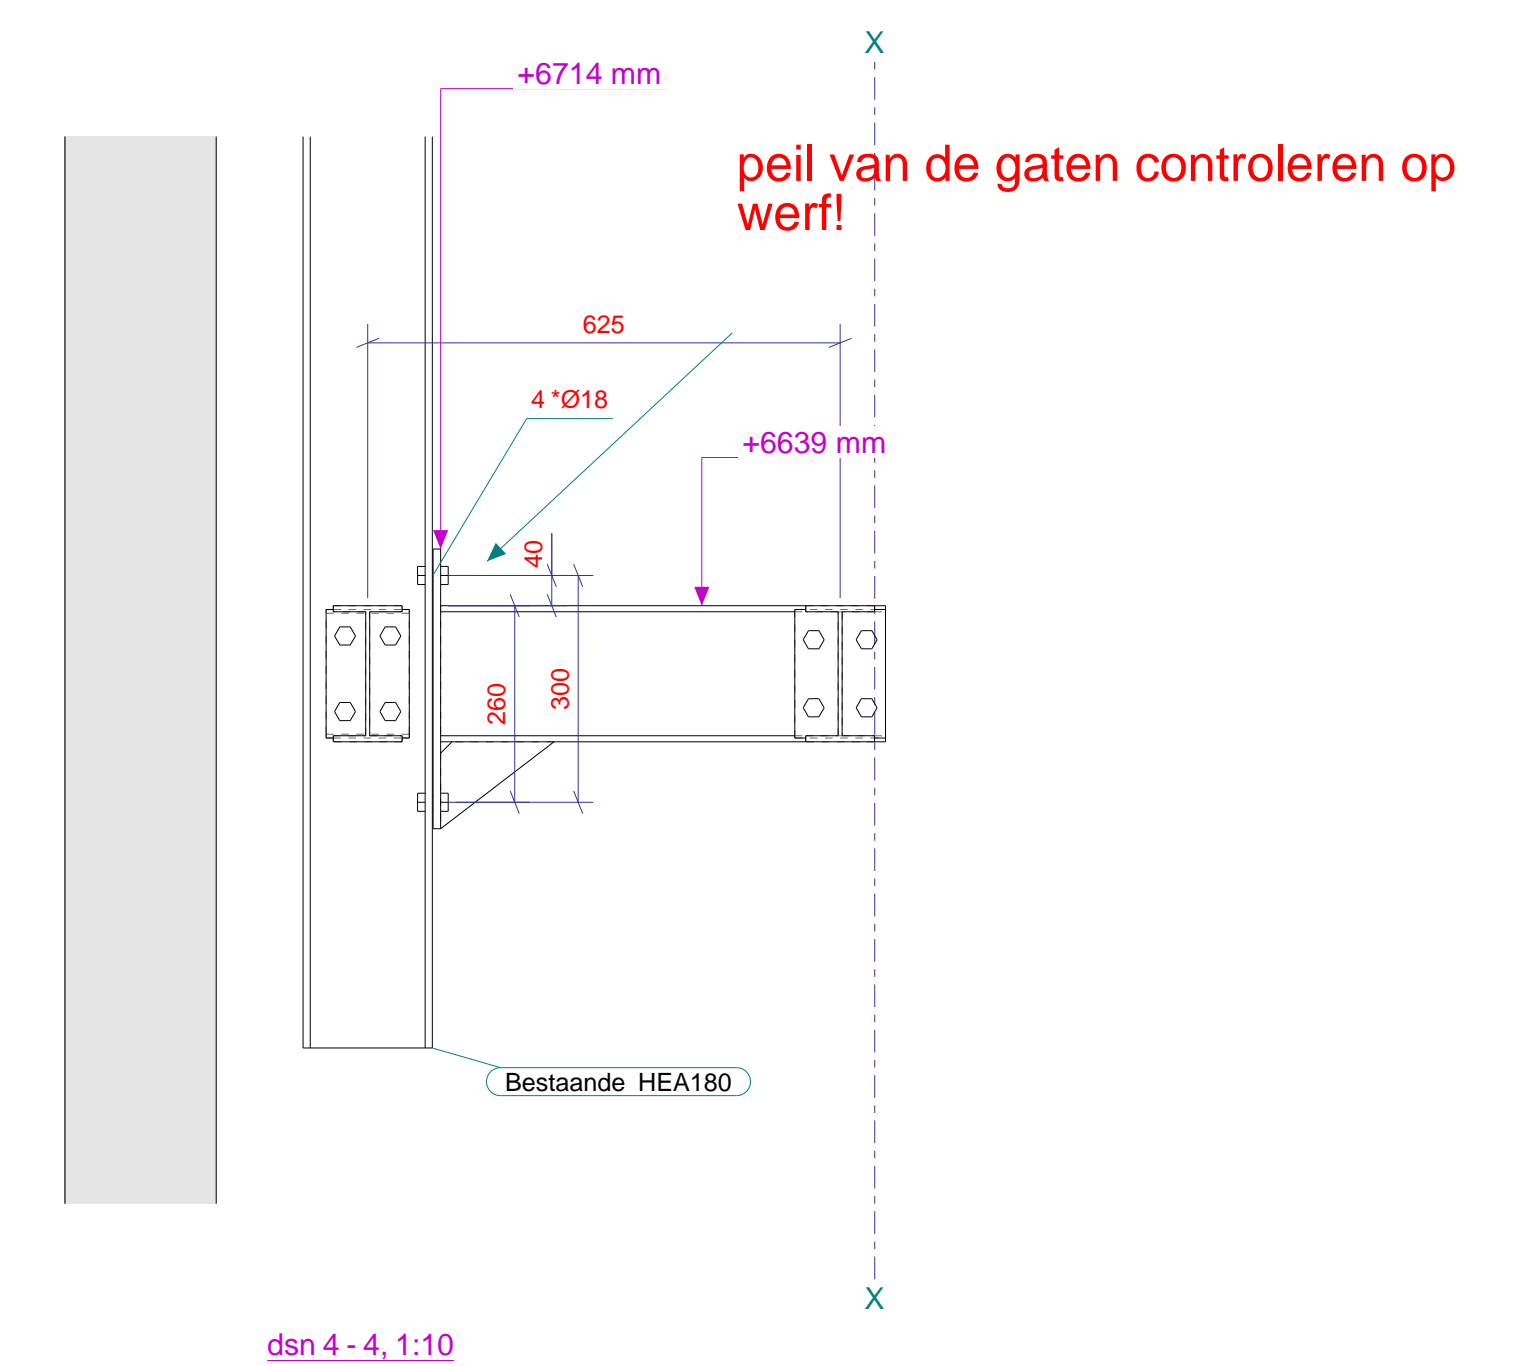 X
+6714 mm
peil van de gaten controleren op
werf!
625
4 *Ø18
+6639 mm
40
260
300
Bestaande HEA180
X
dsn 4 - 4, 1:10